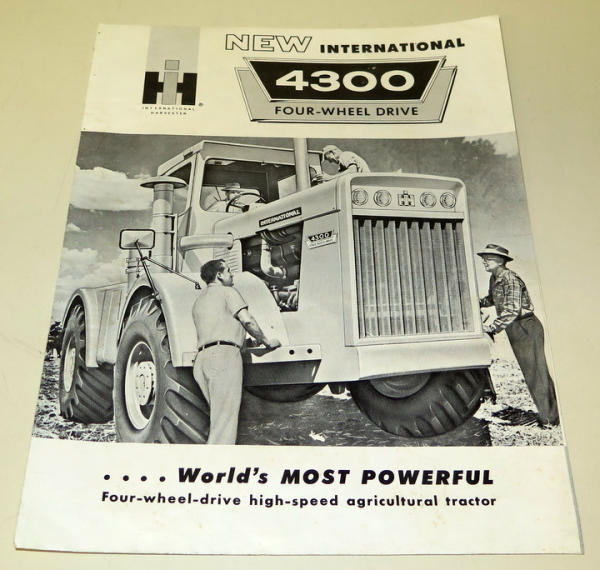 NEW INTERNATIONAL
4300
FOUR-WHEEL DRIVE
IH
INTERNATIONAL
HARVESTER
®
IH
INTERNATIONAL
4300
.... World's MOST POWERFUL
Four-wheel-drive high-speed agricultural tractor